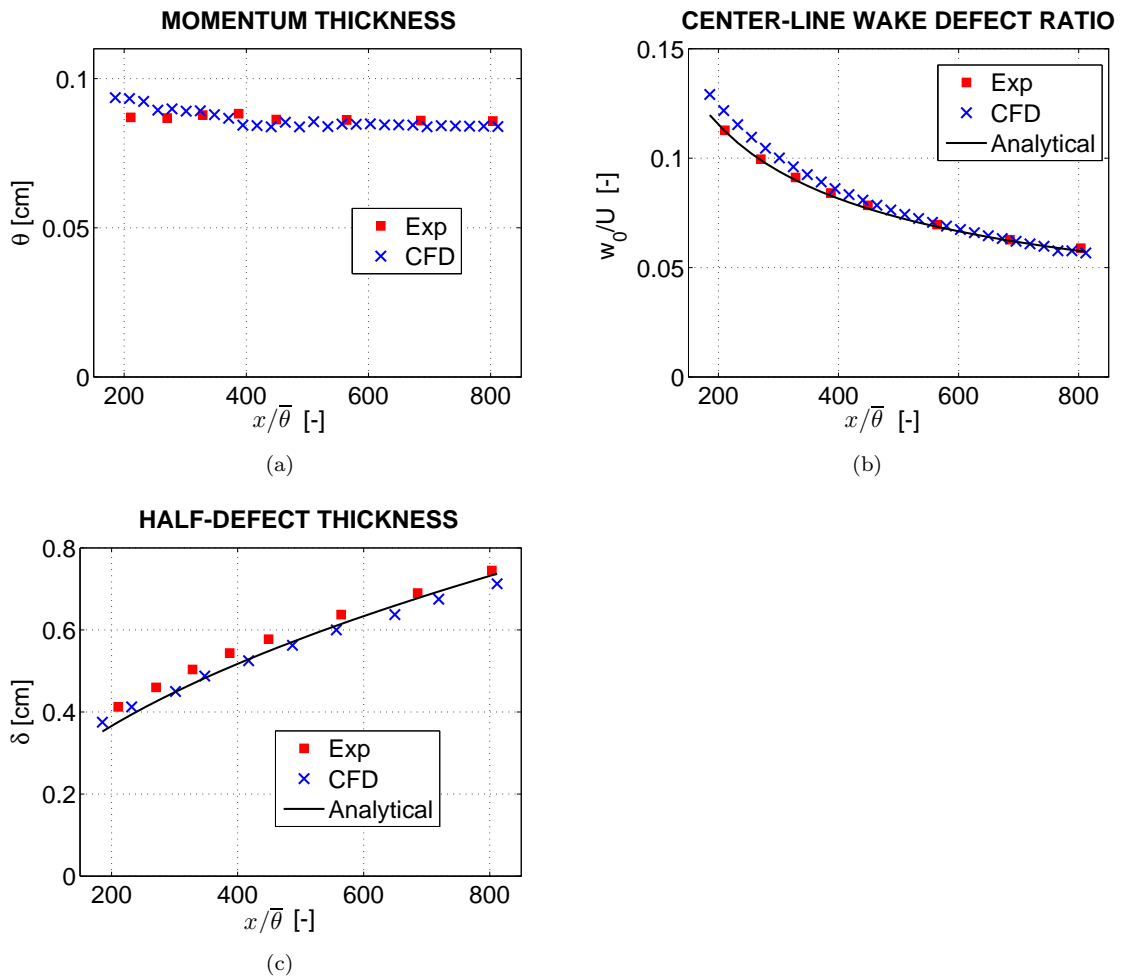 MOMENTUM THICKNESS
0.1
0.05
0
θ [cm]
Exp
CFD
200 400 600 800
x/θ̅ [-]
(a)
CENTER-LINE WAKE DEFECT RATIO
0.15
0.1
0.05
0
w₀/U [-]
Exp
CFD
Analytical
200 400 600 800
x/θ̅ [-]
(b)
HALF-DEFECT THICKNESS
0.8
0.6
0.4
0.2
0
δ [cm]
Exp
CFD
Analytical
200 400 600 800
x/θ̅ [-]
(c)